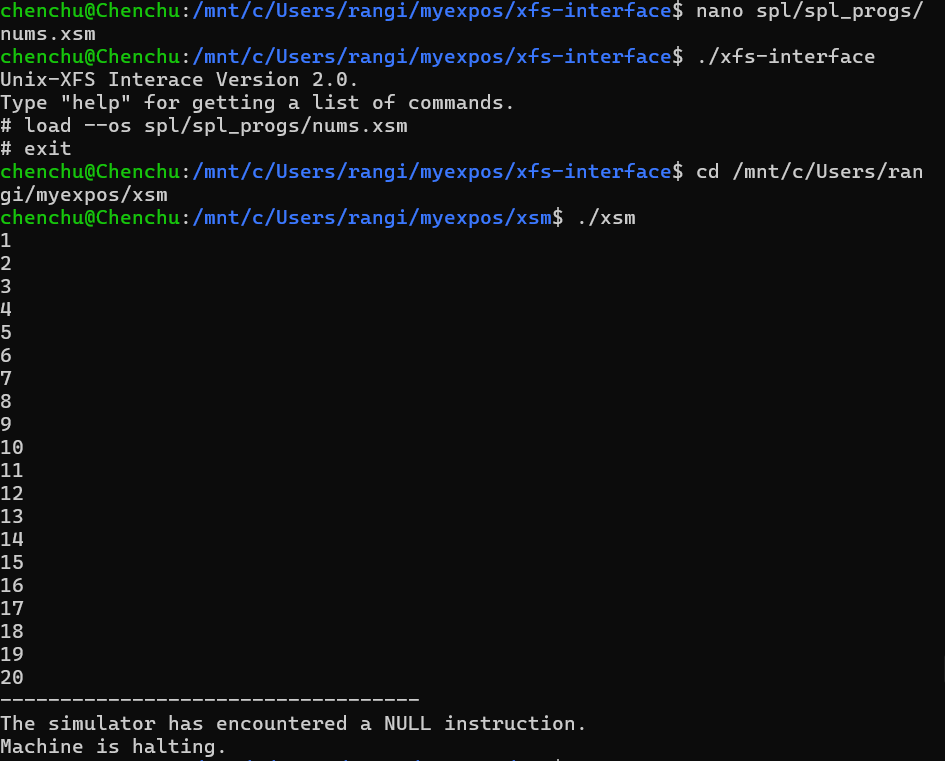 chenchu@Chenchu:/mnt/c/Users/rangi/myexpos/xfs-interface$ nano spl/spl_progs/
nums.xsm
chenchu@Chenchu:/mnt/c/Users/rangi/myexpos/xfs-interface$ ./xfs-interface
Unix-XFS Interace Version 2.0.
Type "help" for getting a list of commands.
# load --os spl/spl_progs/nums.xsm
# exit
chenchu@Chenchu:/mnt/c/Users/rangi/myexpos/xfs-interface$ cd /mnt/c/Users/ran
gi/myexpos/xsm
chenchu@Chenchu:/mnt/c/Users/rangi/myexpos/xsm$ ./xsm
1
2
3
4
5
6
7
8
9
10
11
12
13
14
15
16
17
18
19
20
-----------------------------------
The simulator has encountered a NULL instruction.
Machine is halting.